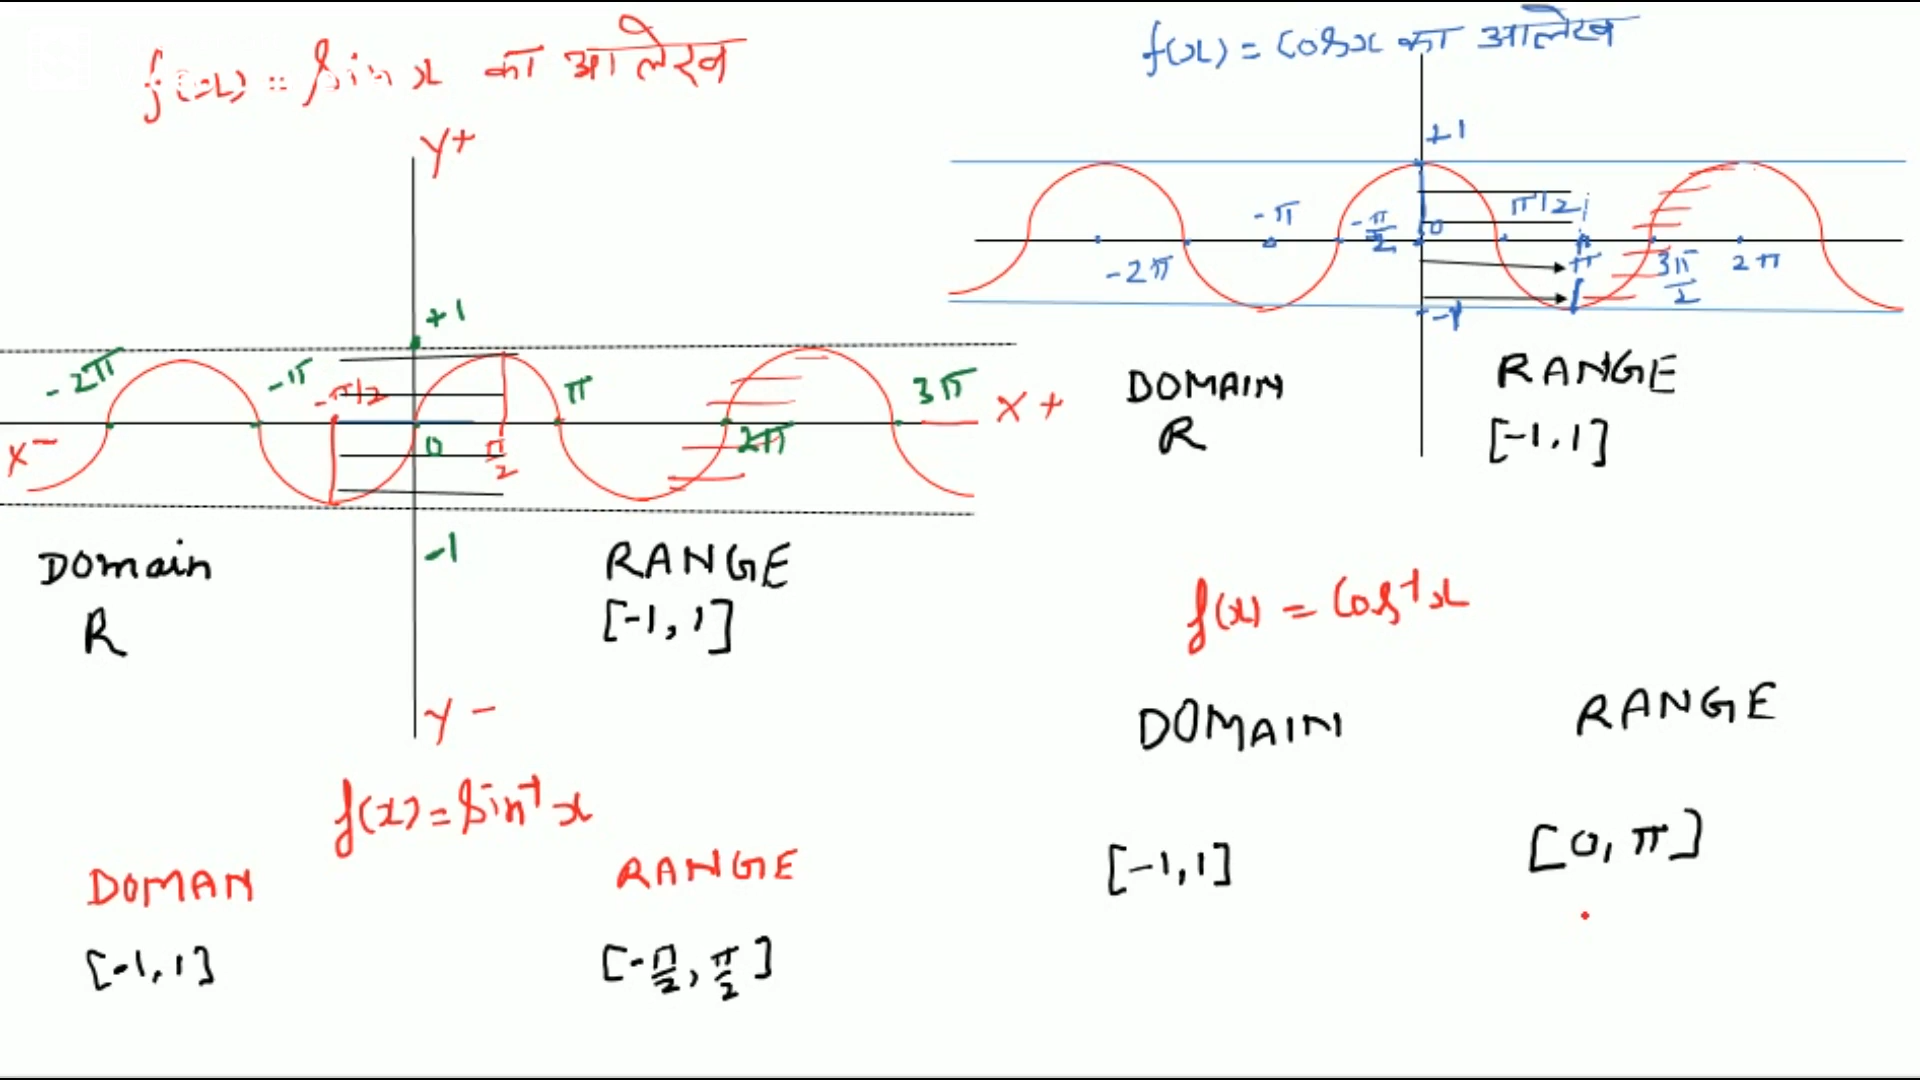 f(x) = sin x का आलेख
y+
+1
-2π -π -π/2 π 3π x+
x- 0 π/2 2π
-1
Domain RANGE
R [-1,1]
y-
f(x) = sin⁻¹x
DOMAN RANGE
[-1,1] [-π/2, π/2]
f(x) = cosx का आलेख
+1
-π -π/2 0 π/2
-2π π 3π/2 2π
-1
DOMAIN RANGE
R [-1,1]
f(x) = cos⁻¹x
DOMAIN RANGE
[-1,1] [0,π]